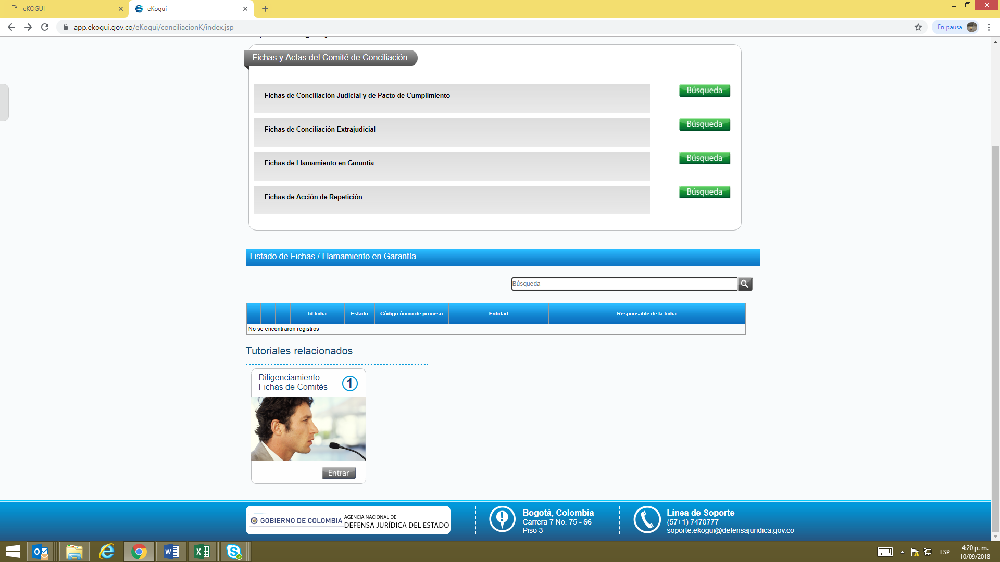 eKOGUI
eKogui
app.ekogui.gov.co/eKogui/conciliacionK/index.jsp
En pausa
Fichas y Actas del Comité de Conciliación
Fichas de Conciliación Judicial y de Pacto de Cumplimiento
Búsqueda
Fichas de Conciliación Extrajudicial
Búsqueda
Fichas de Llamamiento en Garantía
Búsqueda
Fichas de Acción de Repetición
Búsqueda
Listado de Fichas / Llamamiento en Garantía
Búsqueda
Id ficha Estado Código único de proceso Entidad Responsable de la ficha
No se encontraron registros
Tutoriales relacionados
Diligenciamiento
Fichas de Comités
1
Entrar
GOBIERNO DE COLOMBIA
AGENCIA NACIONAL DE
DEFENSA JURÍDICA DEL ESTADO
Bogotá, Colombia
Carrera 7 No. 75 - 66
Piso 3
Línea de Soporte
(57+1) 7470777
soporte.ekogui@defensajuridica.gov.co
ESP
4:20 p. m.
10/09/2018